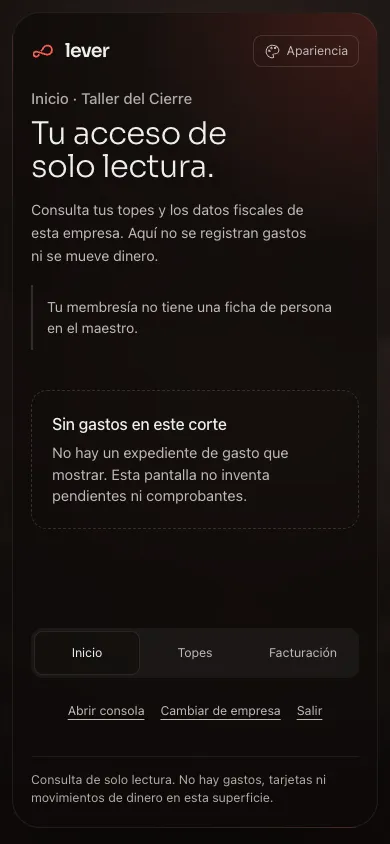 lever
Apariencia
Inicio · Taller del Cierre
Tu acceso de
solo lectura.
Consulta tus topes y los datos fiscales de
esta empresa. Aquí no se registran gastos
ni se mueve dinero.
Tu membresía no tiene una ficha de persona
en el maestro.
Sin gastos en este corte
No hay un expediente de gasto que
mostrar. Esta pantalla no inventa
pendientes ni comprobantes.
Inicio
Topes
Facturación
Abrir consola
Cambiar de empresa
Salir
Consulta de solo lectura. No hay gastos, tarjetas ni
movimientos de dinero en esta superficie.